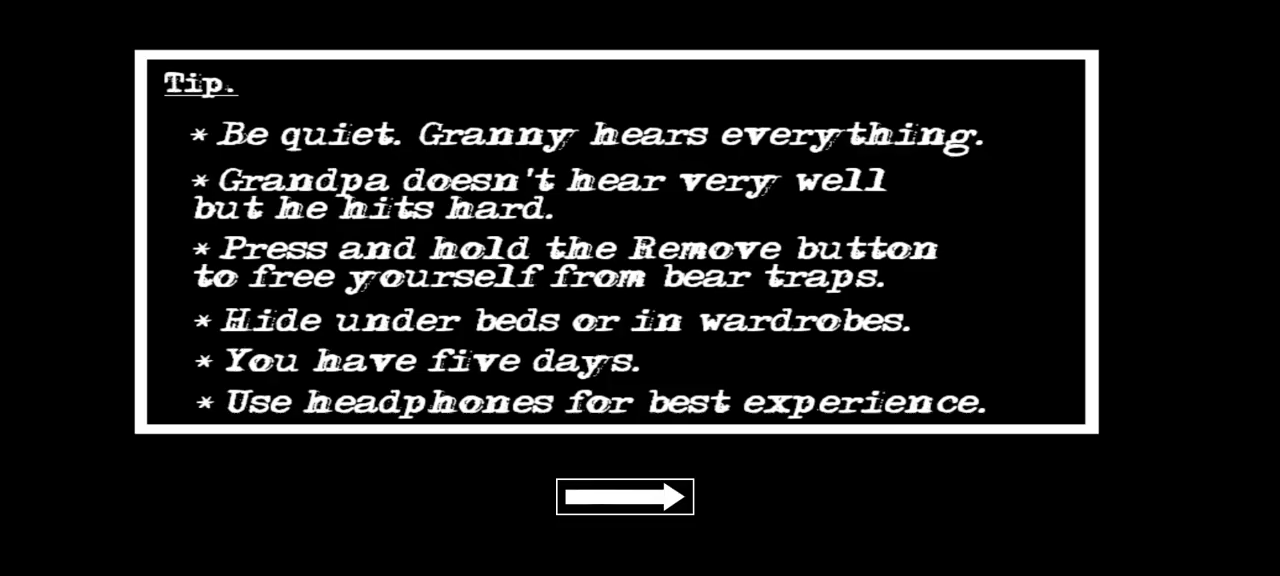 Tip.
* Be quiet. Granny hears everything.
* Grandpa doesn't hear very well
but he hits hard.
* Press and hold the Remove button
to free yourself from bear traps.
* Hide under beds or in wardrobes.
* You have five days.
* Use headphones for best experience.